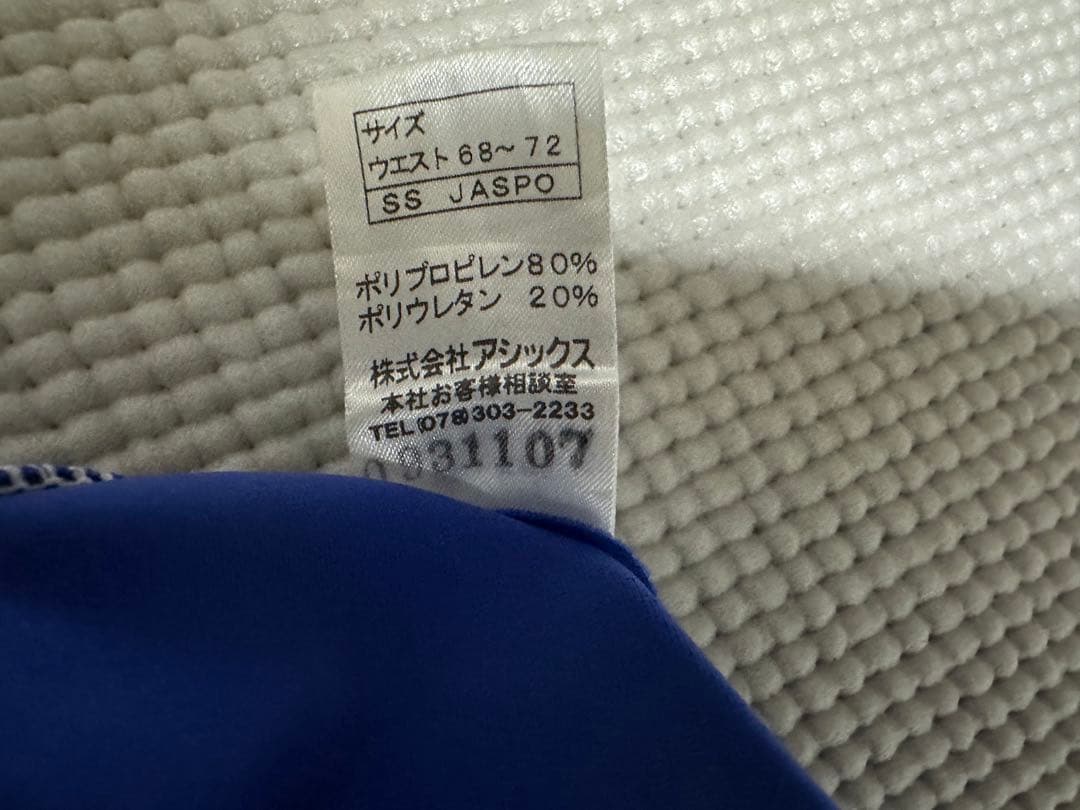 サイズ
ウエスト68〜72
SS JASPO
ポリプロピレン80%
ポリウレタン 20%
株式会社アシックス
本社お客様相談室
TEL(078)303-2233
0331107